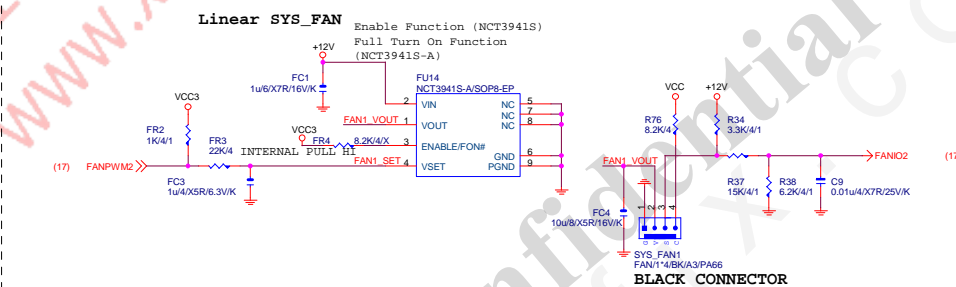 Linear SYS_FAN
Enable Function (NCT3941S)
Full Turn On Function
(NCT3941S-A)
+12V
FC1
1u/6/X7R/16V/K
FU14
NCT3941S-A/SOP8-EP
2 VIN
FAN1_VOUT 1 VOUT
VCC3
FR4 8.2K/4/X 3 ENABLE/FON#
INTERNAL PULL HI
FAN1_SET 4 VSET
NC 5
NC 7
NC 8
GND 6
PGND 9
VCC3
FR2
1K/4/1
FR3
22K/4
(17) FANPWM2
FC3
1u/4/X5R/6.3V/K
VCC
+12V
R76
8.2K/4
R34
3.3K/4/1
FAN1_VOUT
FANIO2
(17
R37
15K/4/1
R38
6.2K/4/1
C9
0.01u/4/X7R/25V/K
FC4
10u/8/X5R/16V/K
1 2 3 4
G V S C
SYS_FAN1
FAN/1*4/BK/A3/PA66
BLACK CONNECTOR
www.x
onfidential